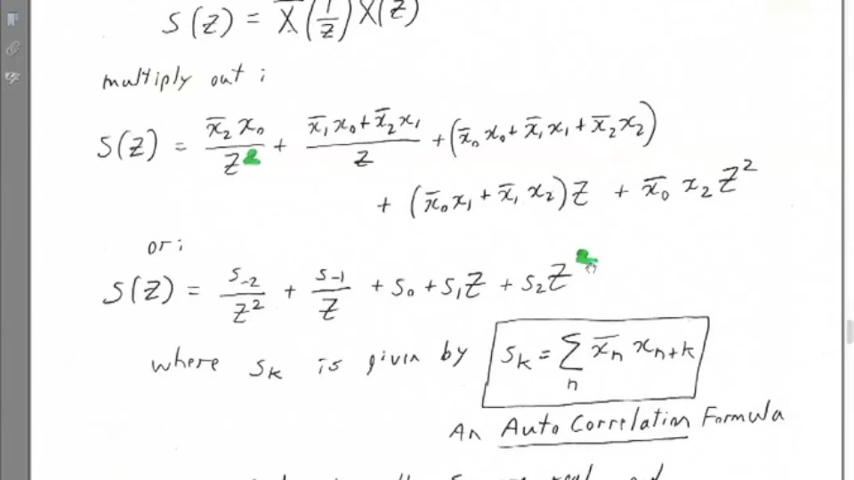 S(Z) = X̅(1/Z) X(Z)
multiply out :
S(Z) = x̅₂x₀/Z² + (x̅₁x₀+x̅₂x₁)/Z + (x̅₀x₀+x̅₁x₁+x̅₂x₂)
+ (x̅₀x₁+x̅₁x₂)Z + x̅₀x₂Z²
or:
S(Z) = s₋₂/Z² + s₋₁/Z + s₀ + s₁Z + s₂Z²
where sₖ is given by sₖ = Σₙ x̅ₙ xₙ₊ₖ
An Auto Correlation Formula